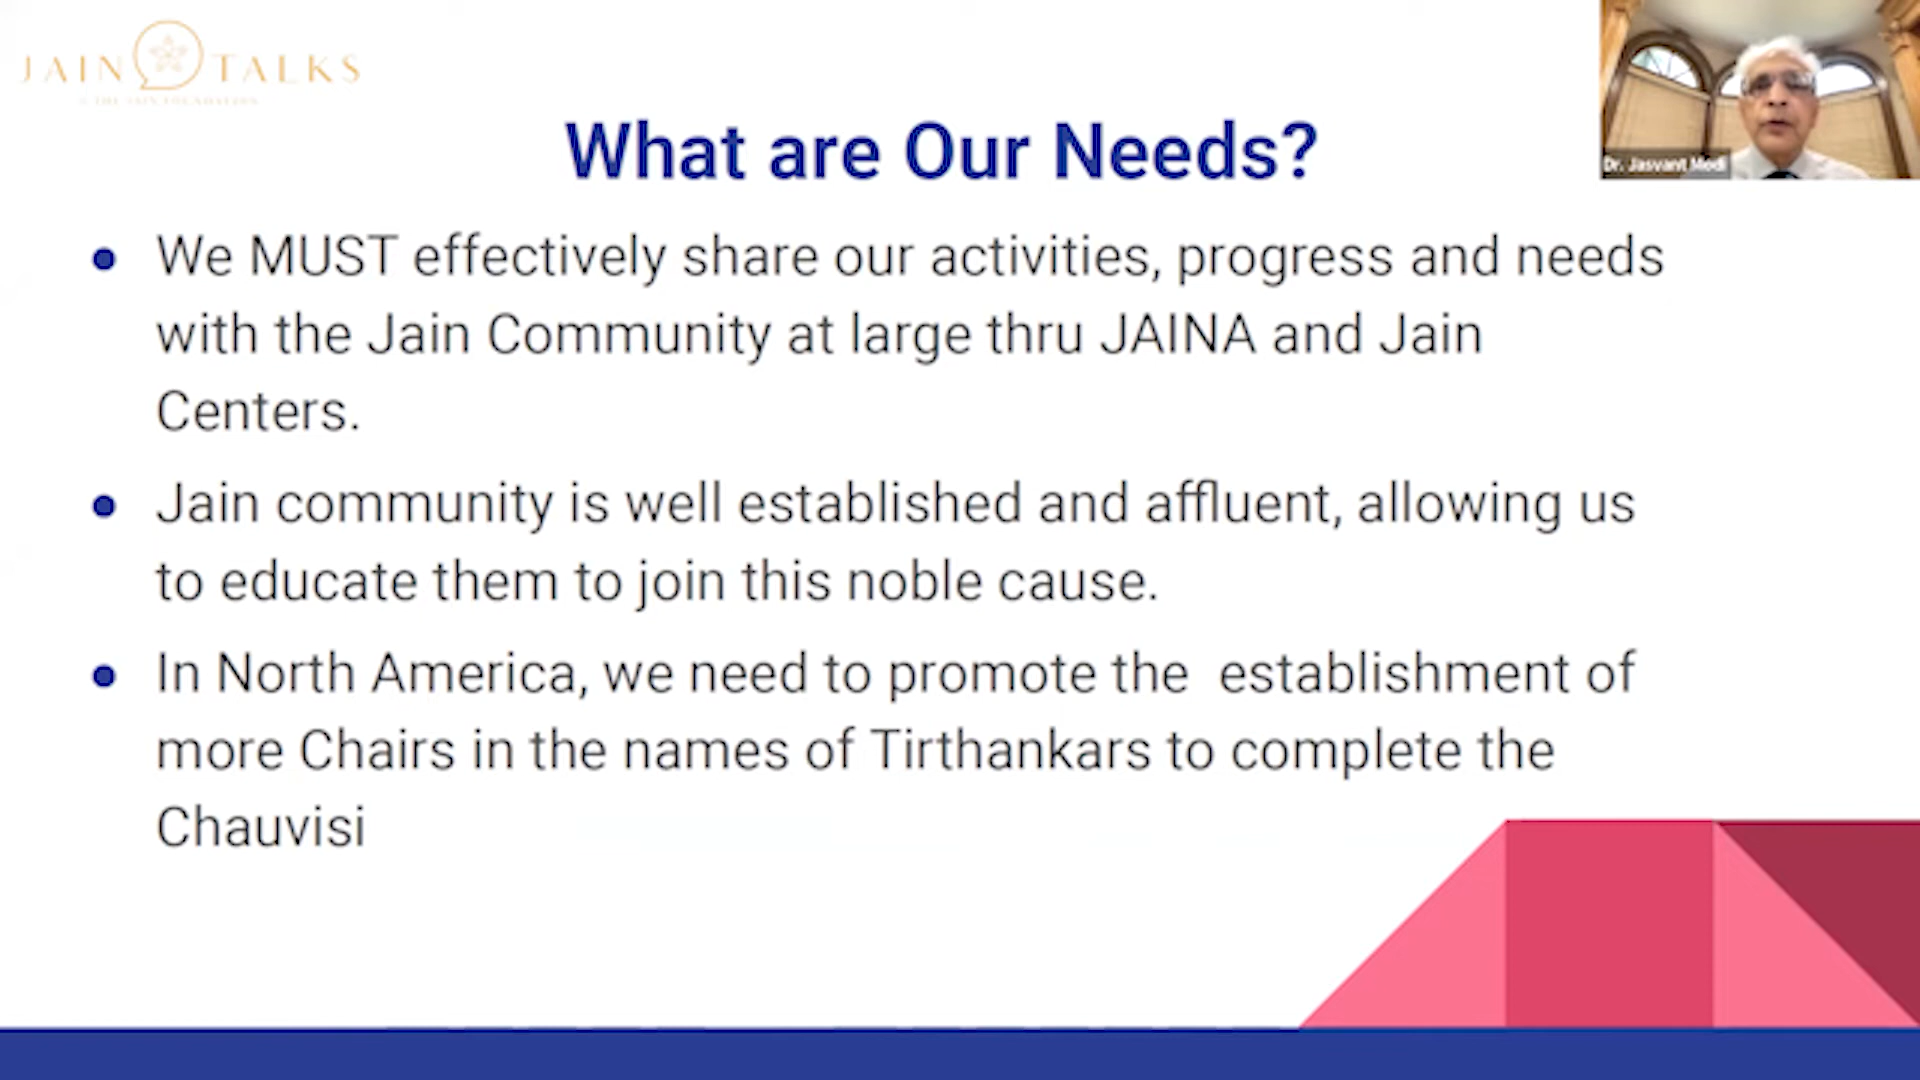 JAIN TALKS
© THE JAIN FOUNDATION
Dr. Jasvant Modi
What are Our Needs?
We MUST effectively share our activities, progress and needs
with the Jain Community at large thru JAINA and Jain
Centers.
Jain community is well established and affluent, allowing us
to educate them to join this noble cause.
In North America, we need to promote the  establishment of
more Chairs in the names of Tirthankars to complete the
Chauvisi